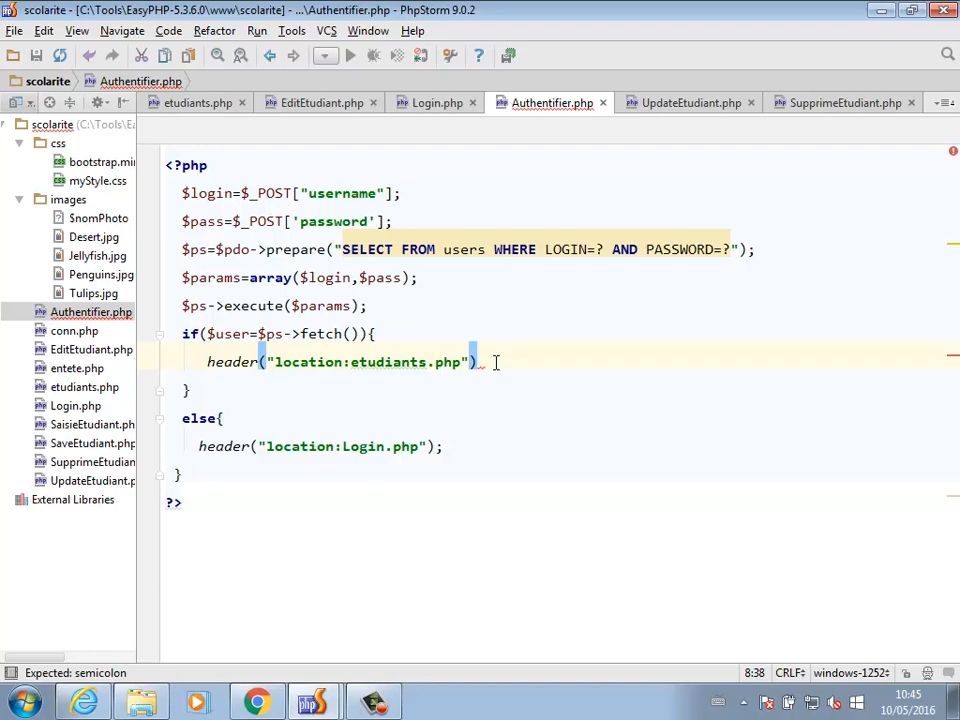 scolarite - [C:\Tools\EasyPHP-5.3.6.0\www\scolarite] - ...\Authentifier.php - PhpStorm 9.0.2
File Edit View Navigate Code Refactor Run Tools VCS Window Help
scolarite Authentifier.php
etudiants.php EditEtudiant.php Login.php Authentifier.php UpdateEtudiant.php SupprimeEtudiant.php
scolarite (C:\Tools\Ea
css
bootstrap.min
myStyle.css
images
$nomPhoto
Desert.jpg
Jellyfish.jpg
Penguins.jpg
Tulips.jpg
Authentifier.php
conn.php
EditEtudiant.php
entete.php
etudiants.php
Login.php
SaisieEtudiant.php
SaveEtudiant.php
SupprimeEtudian
UpdateEtudiant.p
External Libraries
<?php
$login=$_POST["username"];
$pass=$_POST['password'];
$ps=$pdo->prepare("SELECT FROM users WHERE LOGIN=? AND PASSWORD=?");
$params=array($login,$pass);
$ps->execute($params);
if($user=$ps->fetch()){
header("location:etudiants.php")
}
else{
header("location:Login.php");
}
?>
Expected: semicolon 8:38 CRLF windows-1252
10:45
10/05/2016